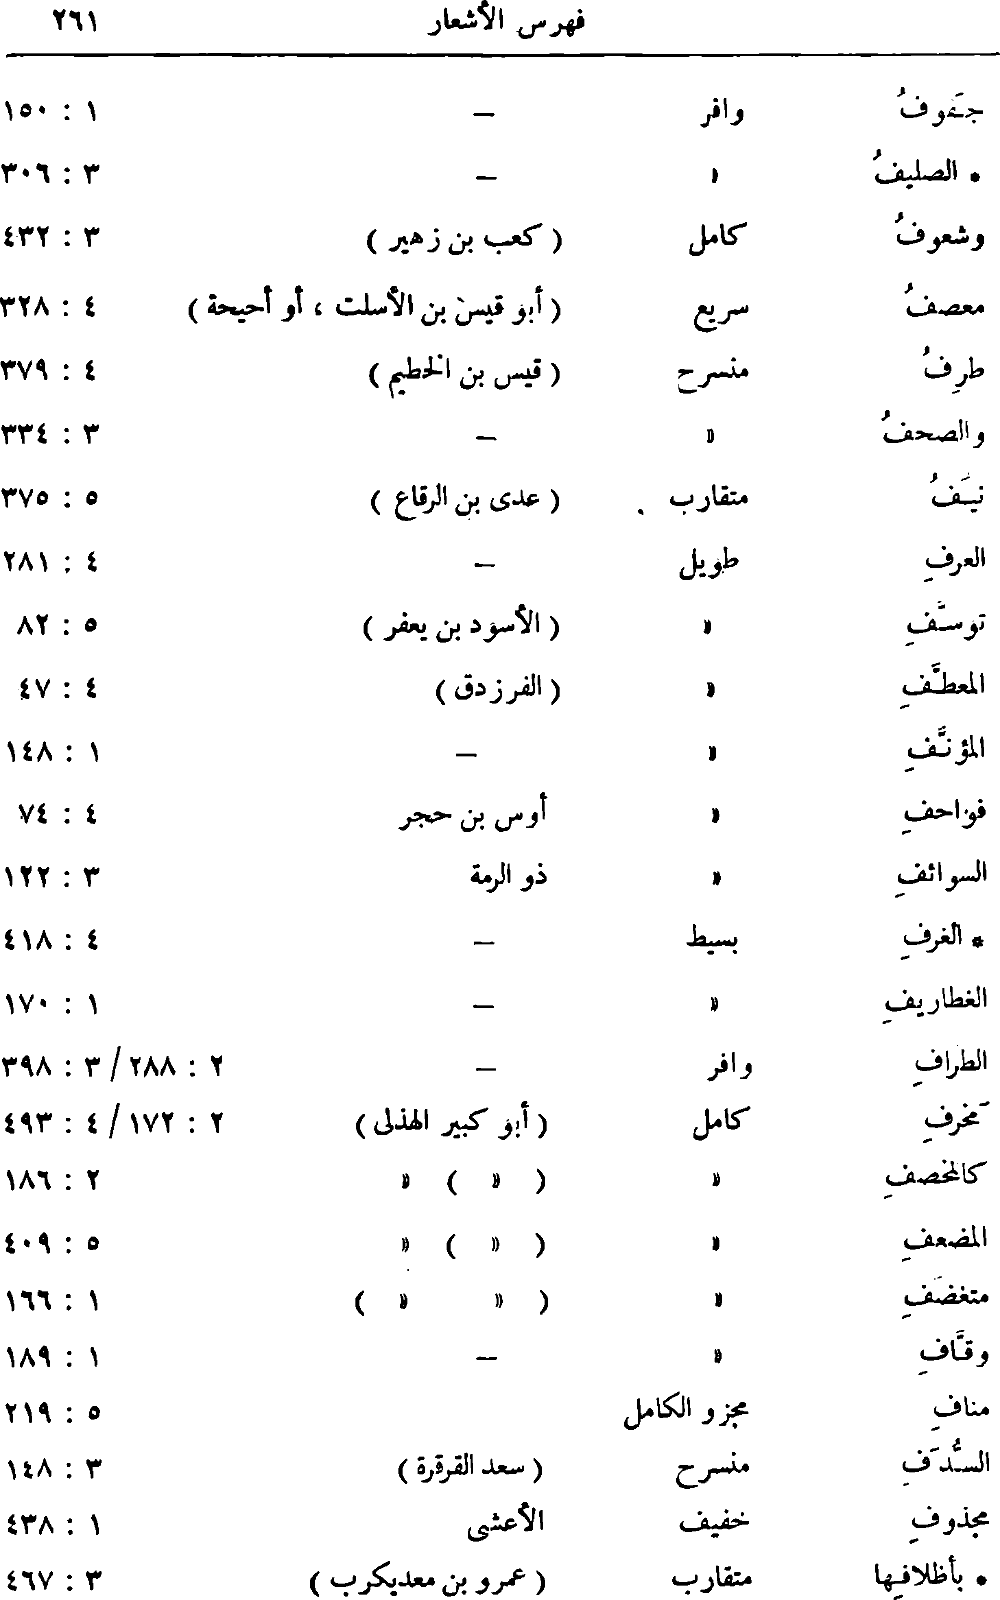 فهرس الأشعار ٢٦١
جَفوفُ وافر — ١ : ١٥٠
* الصليفُ » — ٣ : ٣٠٦
وشعوفُ كامل ( كعب بن زهير ) ٣ : ٤٣٢
معصفُ سريع ( أبو قيس بن الأسلت ، أو أحيحة ) ٤ : ٣٢٨
طرِفُ منسرح ( قيس بن الخطيم ) ٤ : ٣٧٩
والصحفُ » — ٣ : ٣٣٤
نيَفُ متقارب ( عدى بن الرقاع ) ٥ : ٣٧٥
العرفِ طويل — ٤ : ٢٨١
توسَّفِ » ( الأسود بن يعفر ) ٥ : ٨٢
المعطَّفِ » ( الفرزدق ) ٤ : ٤٧
المؤنَّفِ » — ١ : ١٤٨
فواحفِ » أوس بن حجر ٤ : ٧٤
السوائفِ » ذو الرمة ٣ : ١٢٢
* الغرفِ بسيط — ٤ : ٤١٨
الغطاريفِ » — ١ : ١٧٠
الطرافِ وافر — ٢ : ٢٨٨ / ٣ : ٣٩٨
مَخرفِ كامل ( أبو كبير الهذلى ) ٢ : ١٧٢ / ٤ : ٤٩٣
كالمخصفِ » ( » ) » ٢ : ١٨٦
المضعفِ » ( » ) » ٥ : ٤٠٩
متغضَفِ » ( » » ) ١ : ١٦٦
وقَّافِ » — ١ : ١٨٩
منافِ مجزو الكامل ٥ : ٢١٩
السُّدَفِ منسرح ( سعد القرقرة ) ٣ : ١٤٨
مجذوفِ خفيف الأعشى ١ : ٤٣٨
* بأظلافِها متقارب ( عمرو بن معديكرب ) ٣ : ٤٦٧